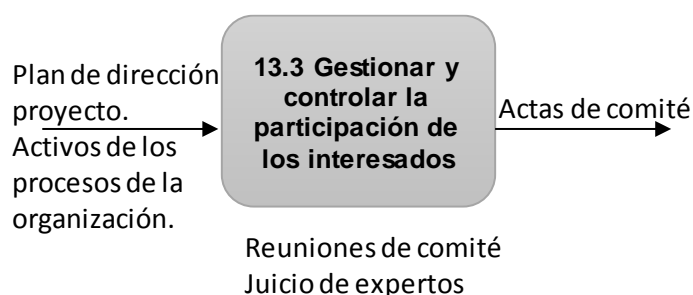 Plan de dirección
proyecto.
Activos de los
procesos de la
organización.
13.3 Gestionar y
controlar la
participación de
los interesados
Actas de comité
Reuniones de comité
Juicio de expertos